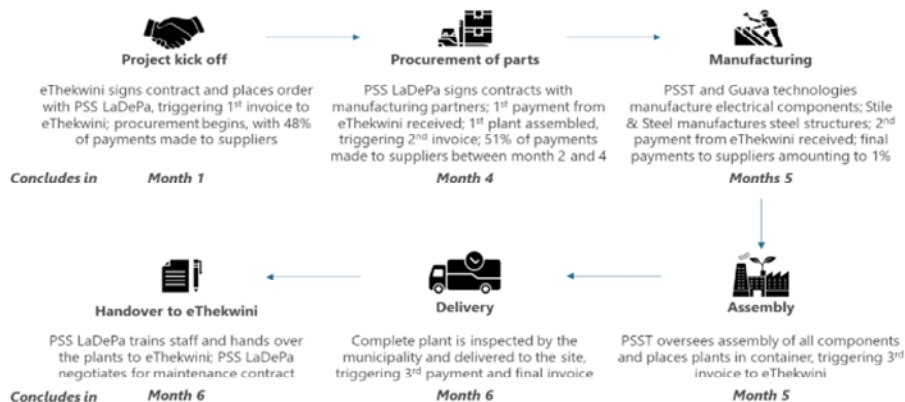 Project kick off
eThekwini signs contract and places order
with PSS LaDePa, triggering 1st invoice to
eThekwini; procurement begins, with 48%
of payments made to suppliers
Procurement of parts
PSS LaDePa signs contracts with
manufacturing partners; 1st payment from
eThekwini received; 1st plant assembled,
triggering 2nd invoice; 51% of payments
made to suppliers between month 2 and 4
Manufacturing
PSST and Guava technologies
manufacture electrical components; Stile
& Steel manufactures steel structures; 2nd
payment from eThekwini received; final
payments to suppliers amounting to 1%
Concludes in Month 1 Month 4 Months 5
Handover to eThekwini
PSS LaDePa trains staff and hands over
the plants to eThekwini; PSS LaDePa
negotiates for maintenance contract
Delivery
Complete plant is inspected by the
municipality and delivered to the site,
triggering 3rd payment and final invoice
Assembly
PSST oversees assembly of all components
and places plants in container, triggering 3rd
invoice to eThekwini
Concludes in Month 6 Month 6 Month 5